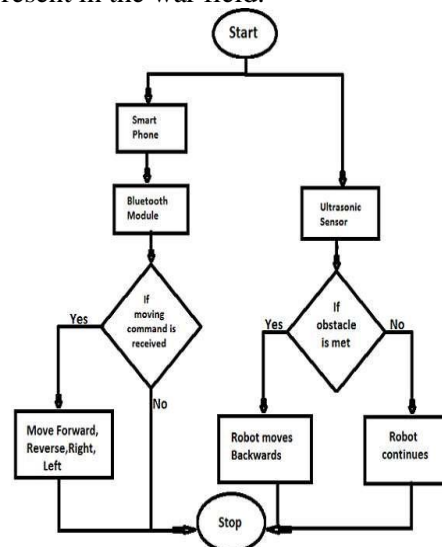 resent in the war field.
Start
Smart
Phone
Bluetooth
Module
Ultrasonic
Sensor
If
moving
command is
received
Yes
No
If
obstacle
is met
Yes
No
Move Forward,
Reverse,Right,
Left
Robot moves
Backwards
Robot
continues
Stop